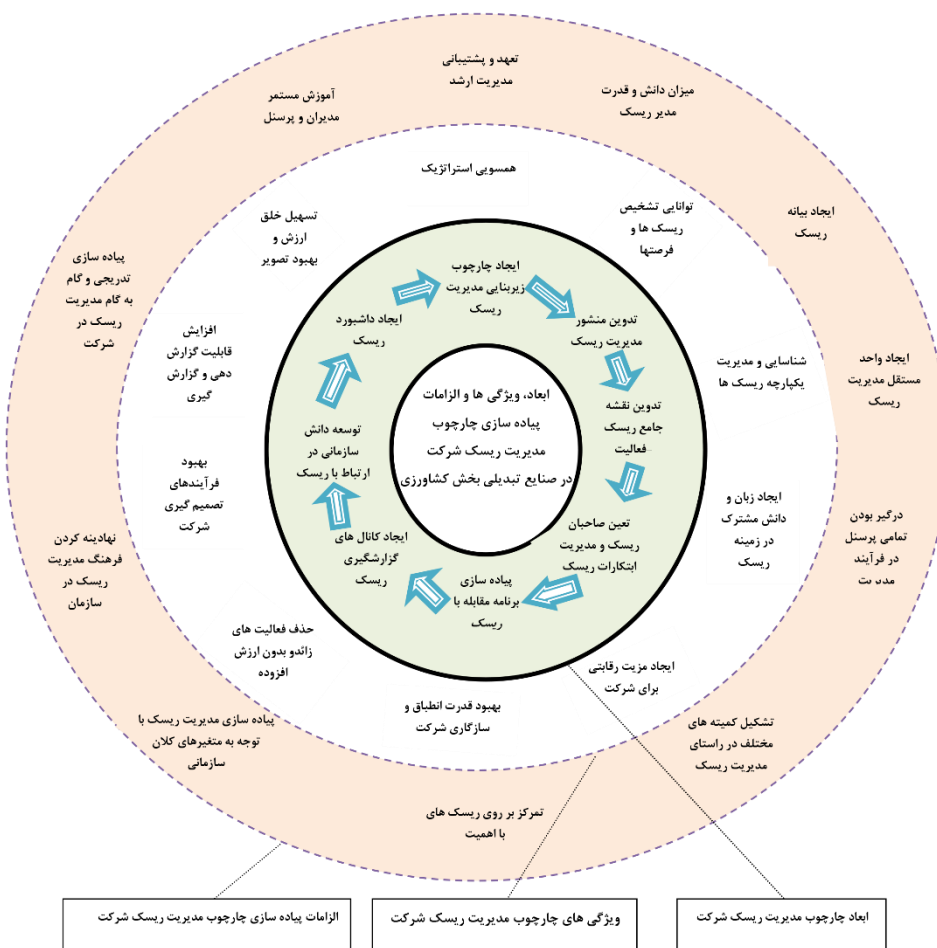 تعهد و پشتیبانی
مدیریت ارشد
میزان دانش و قدرت
مدیر ریسک
ایجاد بیانه
ریسک
ایجاد واحد
مستقل مدیریت
ریسک
درگیر بودن
تمامی پرسنل
در فرآیند
تشکیل کمیته های
مختلف در راستای
مدیریت ریسک
تمرکز بر روی ریسک های
با اهمیت
پیاده سازی مدیریت ریسک با
توجه به متغیرهای کلان
سازمانی
نهادینه کردن
فرهنگ مدیریت
ریسک در
سازمان
پیاده سازی
تدریجی و گام
به گام مدیریت
ریسک در
شرکت
آموزش مستمر
مدیران و پرسنل
همسویی استراتژیک
توانایی تشخیص
ریسک ها و
فرصتها
شناسایی و مدیریت
یکپارچه ریسک ها
ایجاد زبان و
دانش مشترک
در زمینه
ریسک
ایجاد مزیت رقابتی
برای شرکت
بهبود قدرت انطباق و
سازگاری شرکت
حذف فعالیت های
زائدو بدون ارزش
افزوده
بهبود
فرآیندهای
تصمیم گیری
شرکت
افزایش
قابلیت گزارش
دهی و گزارش
گیری
تسهیل خلق
ارزش و
بهبود تصویر
ایجاد چارچوب
زیربنایی مدیریت
ریسک
تدوین منشور
مدیریت ریسک
تدوین نقشه
جامع ریسک
فعالیت
تعین صاحبان
ریسک و مدیریت
ابتکارات ریسک
پیاده سازی
برنامه مقابله با
ریسک
ایجاد کانال های
گزارشگیری
ریسک
توسعه دانش
سازمانی در
ارتباط با ریسک
ایجاد داشبورد
ریسک
ابعاد، ویژگی ها و الزامات
پیاده سازی چارچوب
مدیریت ریسک شرکت
در صنایع تبدیلی بخش کشاورزی
ابعاد چارچوب مدیریت ریسک شرکت
ویژگی های چارچوب مدیریت ریسک شرکت
الزامات پیاده سازی چارچوب مدیریت ریسک شرکت